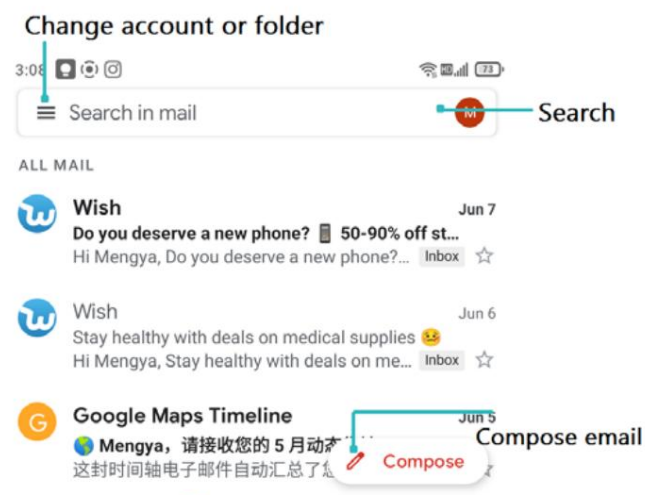 Change account or folder
3:08
HD
73
Search in mail
M
Search
ALL MAIL
Wish
Jun 7
Do you deserve a new phone? 📱 50-90% off st...
Hi Mengya, Do you deserve a new phone?...
Inbox
Wish
Jun 6
Stay healthy with deals on medical supplies 🤒
Hi Mengya, Stay healthy with deals on me...
Inbox
G
Google Maps Timeline
Jun 5
🌎 Mengya，请接收您的 5 月动态
Compose email
这封时间轴电子邮件自动汇总了
Compose